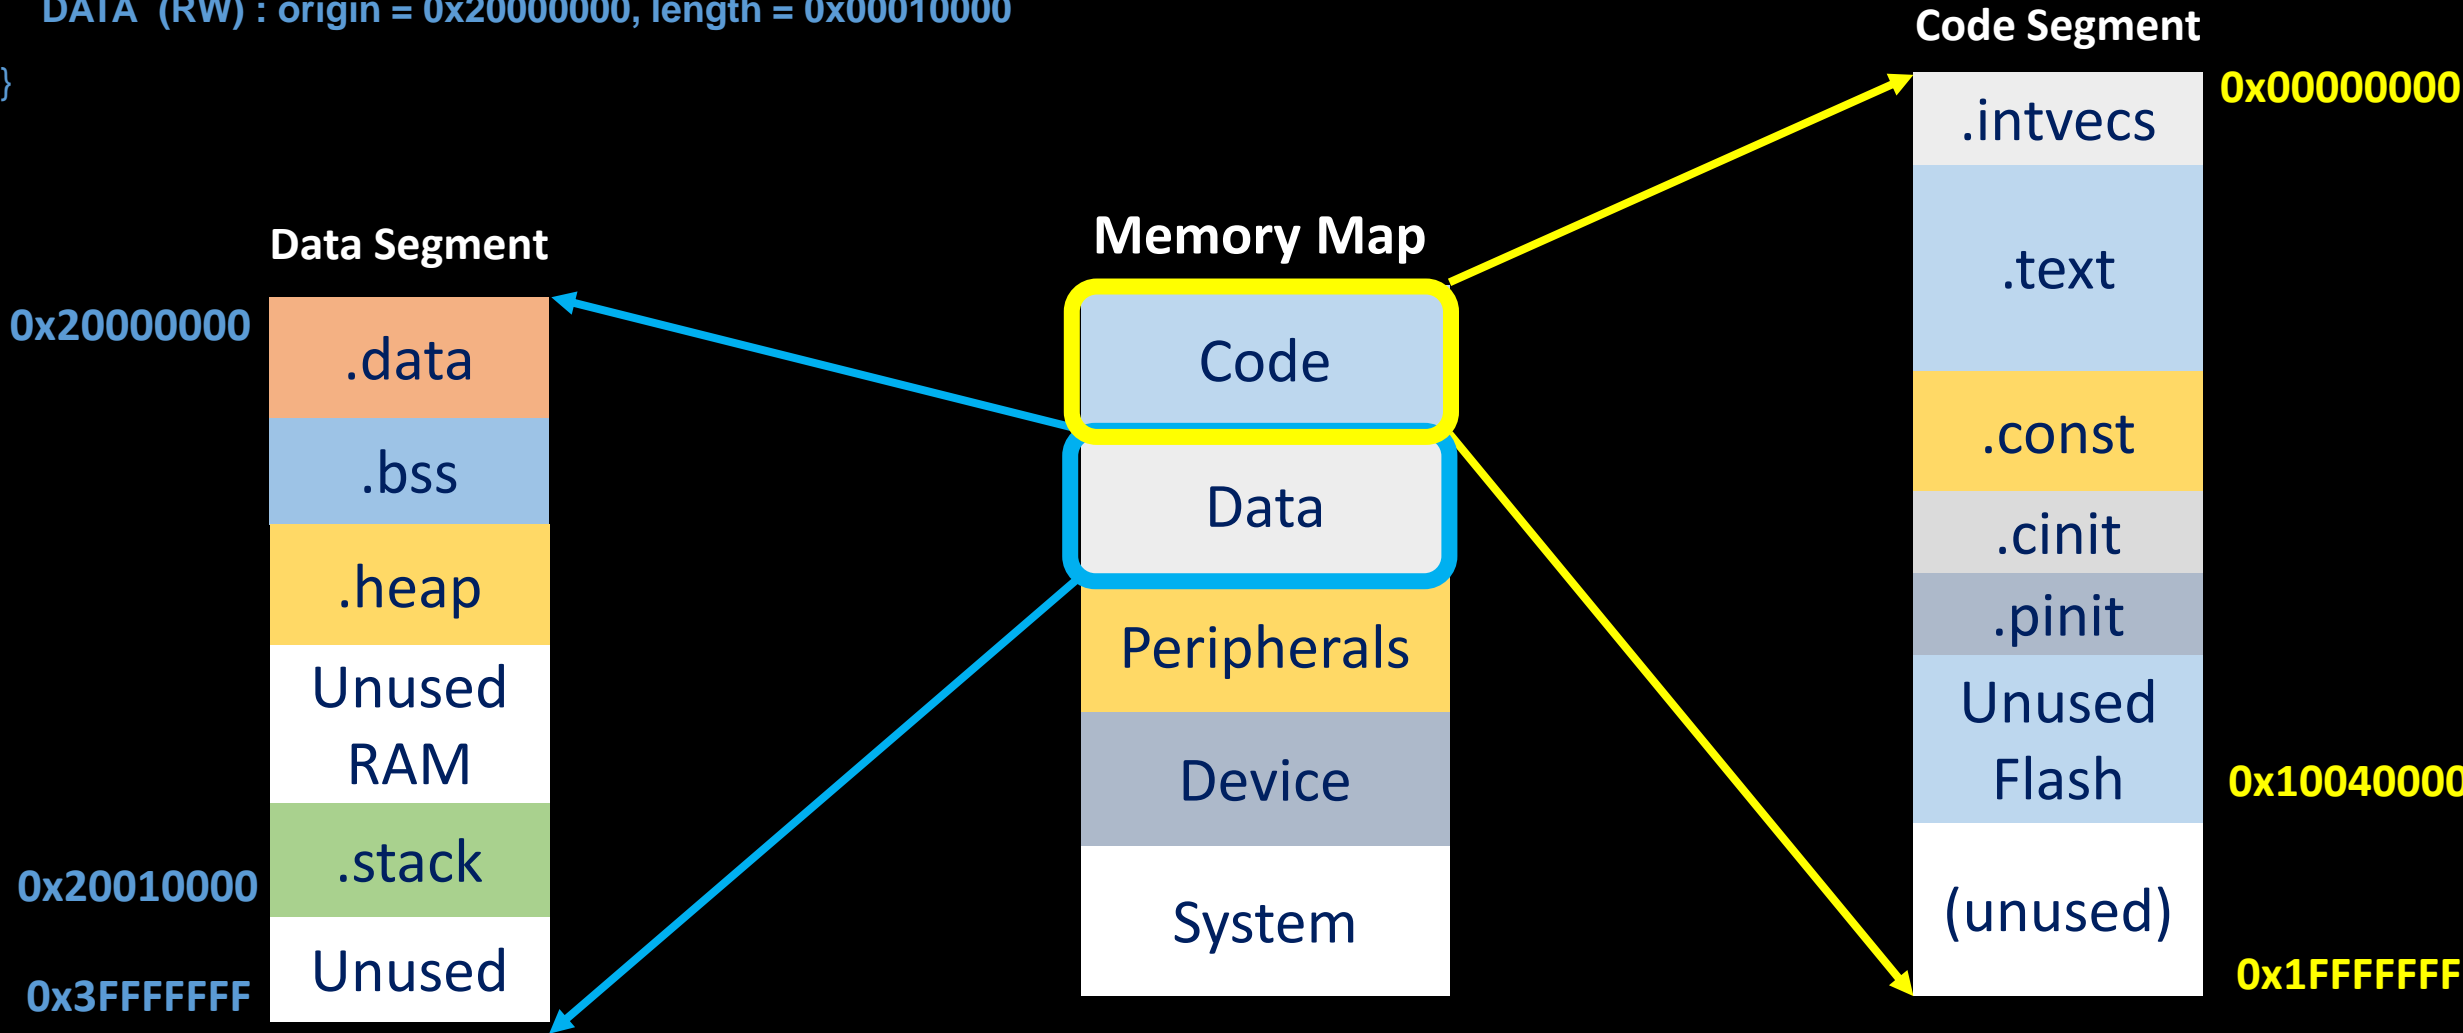 DATA (RW) : origin = 0x20000000, length = 0x00010000
}
Data Segment
0x20000000
.data
.bss
.heap
Unused
RAM
.stack
0x20010000
Unused
0x3FFFFFFF
Memory Map
Code
Data
Peripherals
Device
System
Code Segment
0x00000000
.intvecs
.text
.const
.cinit
.pinit
Unused
Flash
0x10040000
(unused)
0x1FFFFFFF